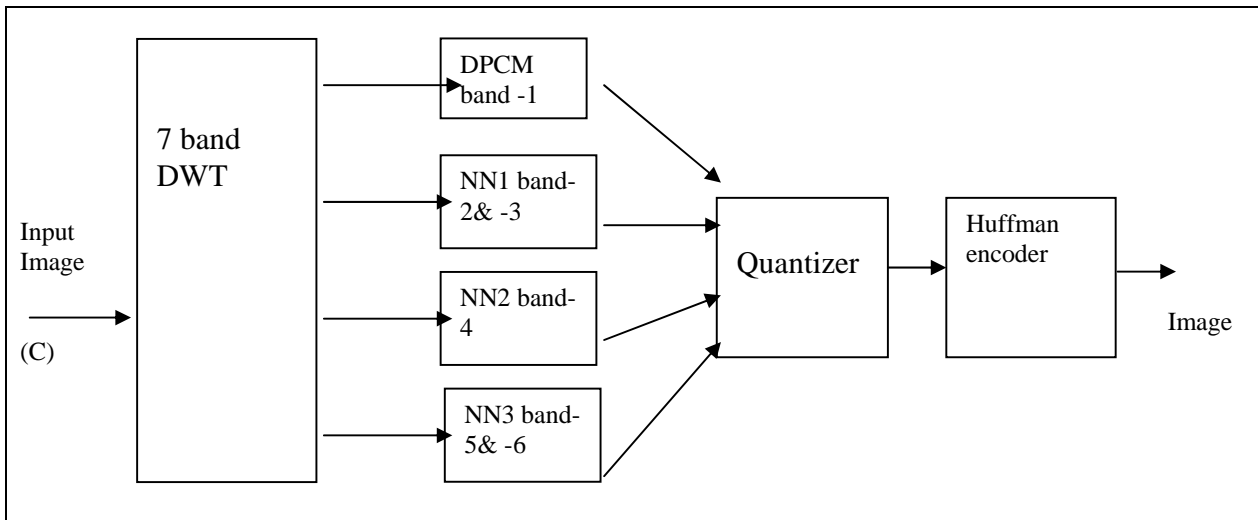 Input
Image
(C)
7 band
DWT
DPCM
band -1
NN1 band-
2& -3
NN2 band-
4
NN3 band-
5& -6
Quantizer
Huffman
encoder
Image